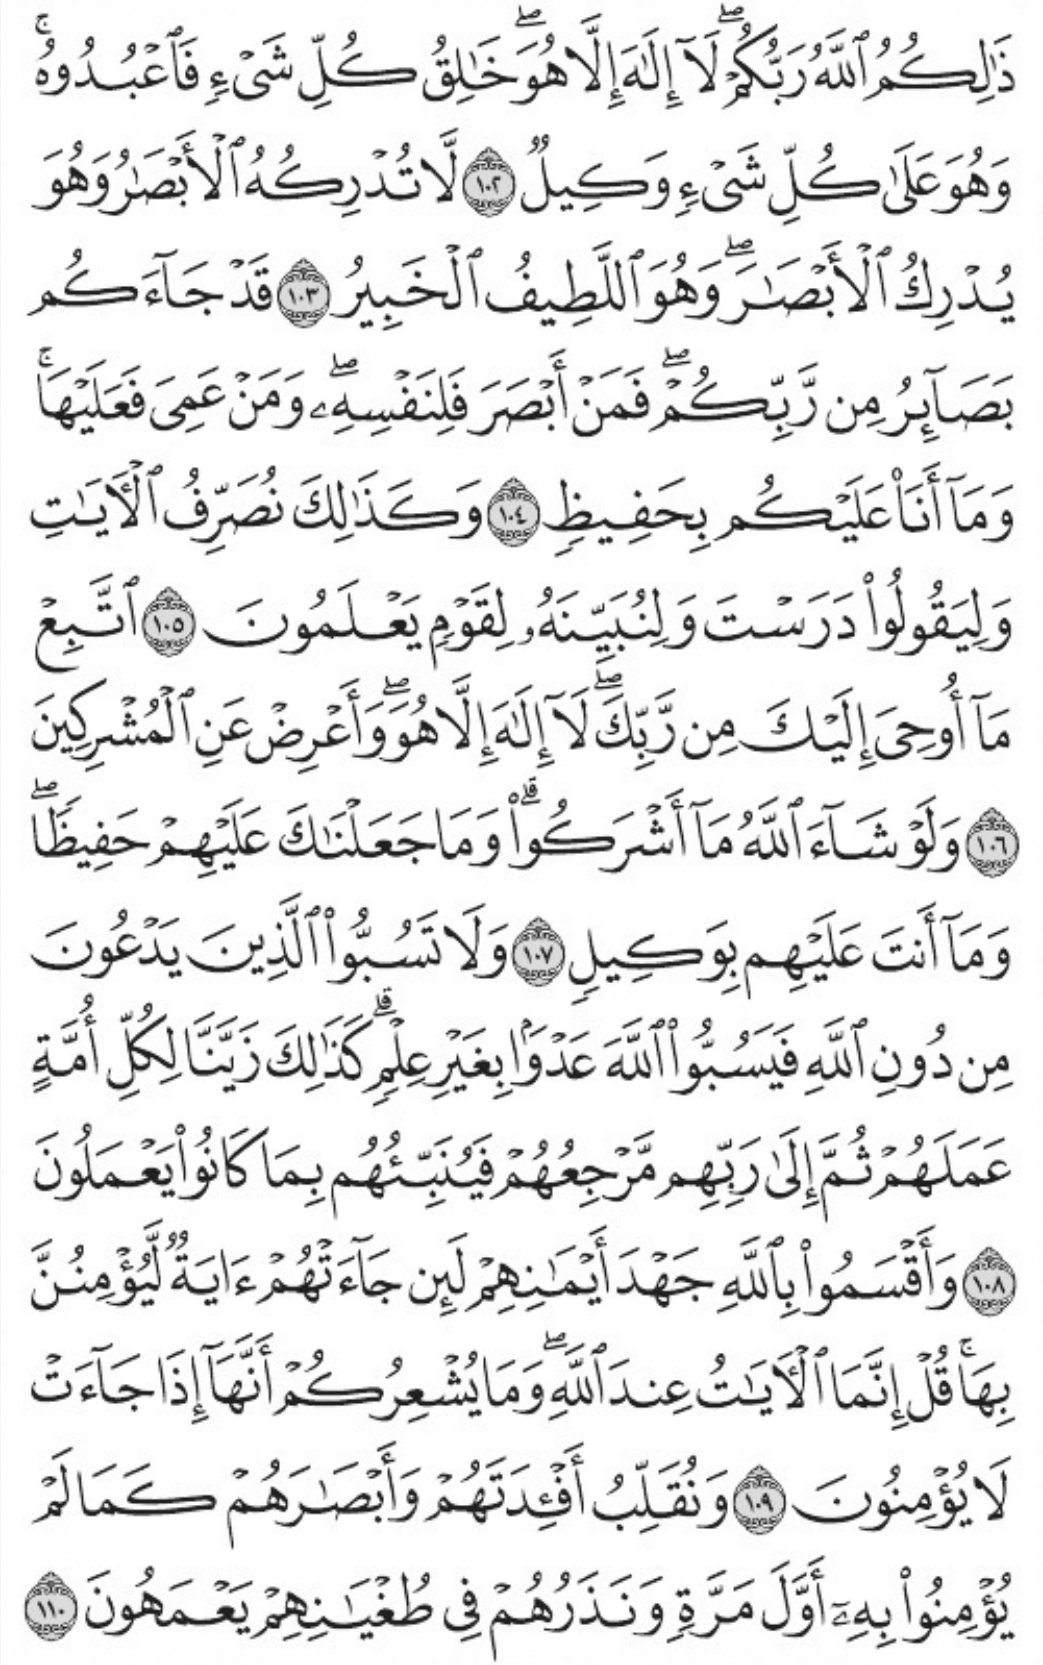 ذَٰلِكُمُ ٱللَّهُ رَبُّكُمْۖ لَآ إِلَٰهَ إِلَّا هُوَۖ خَٰلِقُ كُلِّ شَىْءٍ فَٱعْبُدُوهُۚ
وَهُوَ عَلَىٰ كُلِّ شَىْءٍ وَكِيلٌ ١٠٢ لَّا تُدْرِكُهُ ٱلْأَبْصَٰرُ وَهُوَ
يُدْرِكُ ٱلْأَبْصَٰرَۖ وَهُوَ ٱللَّطِيفُ ٱلْخَبِيرُ ١٠٣ قَدْ جَآءَكُم
بَصَآئِرُ مِن رَّبِّكُمْۖ فَمَنْ أَبْصَرَ فَلِنَفْسِهِۦۖ وَمَنْ عَمِىَ فَعَلَيْهَاۚ
وَمَآ أَنَا۠ عَلَيْكُم بِحَفِيظٍ ١٠٤ وَكَذَٰلِكَ نُصَرِّفُ ٱلْءَايَٰتِ
وَلِيَقُولُوا۟ دَرَسْتَ وَلِنُبَيِّنَهُۥ لِقَوْمٍ يَعْلَمُونَ ١٠٥ ٱتَّبِعْ
مَآ أُوحِىَ إِلَيْكَ مِن رَّبِّكَۖ لَآ إِلَٰهَ إِلَّا هُوَۖ وَأَعْرِضْ عَنِ ٱلْمُشْرِكِينَ
١٠٦ وَلَوْ شَآءَ ٱللَّهُ مَآ أَشْرَكُوا۟ۗ وَمَا جَعَلْنَٰكَ عَلَيْهِمْ حَفِيظًاۖ
وَمَآ أَنتَ عَلَيْهِم بِوَكِيلٍ ١٠٧ وَلَا تَسُبُّوا۟ ٱلَّذِينَ يَدْعُونَ
مِن دُونِ ٱللَّهِ فَيَسُبُّوا۟ ٱللَّهَ عَدْوًۢا بِغَيْرِ عِلْمٍۗ كَذَٰلِكَ زَيَّنَّا لِكُلِّ أُمَّةٍ
عَمَلَهُمْ ثُمَّ إِلَىٰ رَبِّهِم مَّرْجِعُهُمْ فَيُنَبِّئُهُم بِمَا كَانُوا۟ يَعْمَلُونَ
١٠٨ وَأَقْسَمُوا۟ بِٱللَّهِ جَهْدَ أَيْمَٰنِهِمْ لَئِن جَآءَتْهُمْ ءَايَةٌ لَّيُؤْمِنُنَّ
بِهَاۚ قُلْ إِنَّمَا ٱلْءَايَٰتُ عِندَ ٱللَّهِۖ وَمَا يُشْعِرُكُمْ أَنَّهَآ إِذَا جَآءَتْ
لَا يُؤْمِنُونَ ١٠٩ وَنُقَلِّبُ أَفْـِٔدَتَهُمْ وَأَبْصَٰرَهُمْ كَمَا لَمْ
يُؤْمِنُوا۟ بِهِۦٓ أَوَّلَ مَرَّةٍ وَنَذَرُهُمْ فِى طُغْيَٰنِهِمْ يَعْمَهُونَ ١١٠